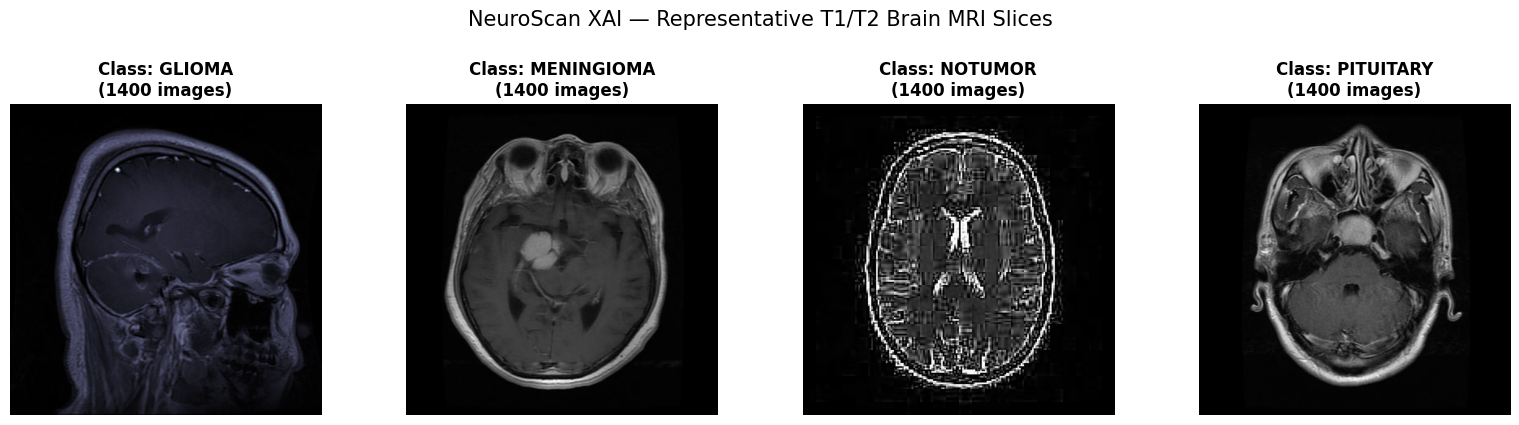 NeuroScan XAI — Representative T1/T2 Brain MRI Slices
Class: GLIOMA
(1400 images)
Class: MENINGIOMA
(1400 images)
Class: NOTUMOR
(1400 images)
Class: PITUITARY
(1400 images)